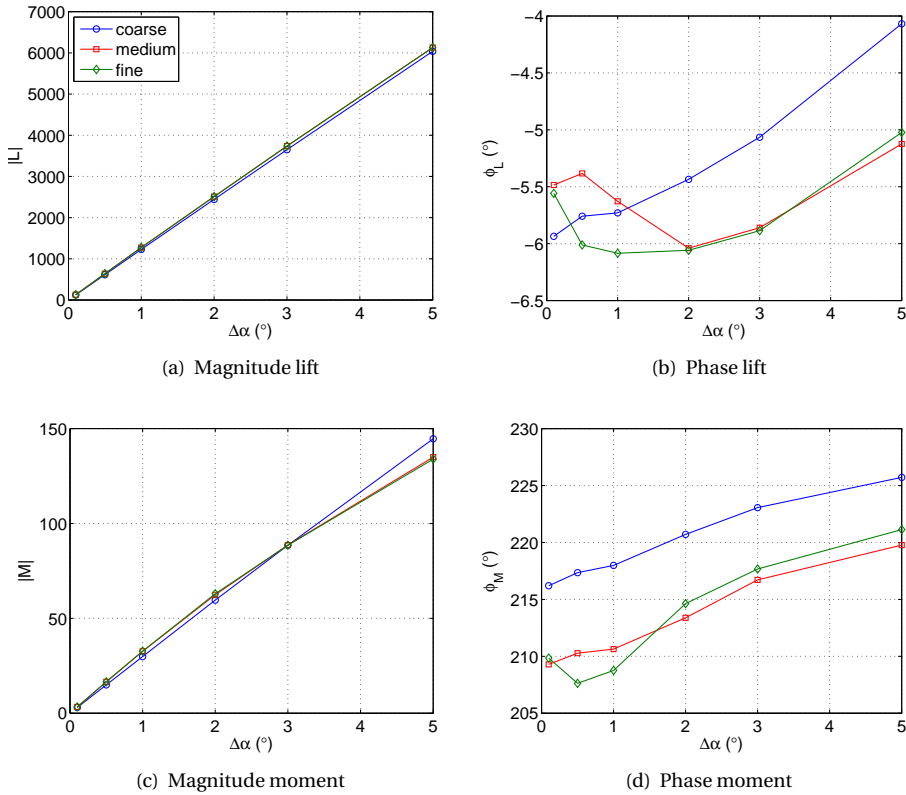 7000
6000
5000
4000
3000
2000
1000
0
|L|
coarse
medium
fine
0 1 2 3 4 5
Δα (°)
(a) Magnitude lift
−4
−4.5
−5
−5.5
−6
−6.5
ϕ_L (°)
0 1 2 3 4 5
Δα (°)
(b) Phase lift
150
100
50
0
|M|
0 1 2 3 4 5
Δα (°)
(c) Magnitude moment
230
225
220
215
210
205
ϕ_M (°)
0 1 2 3 4 5
Δα (°)
(d) Phase moment